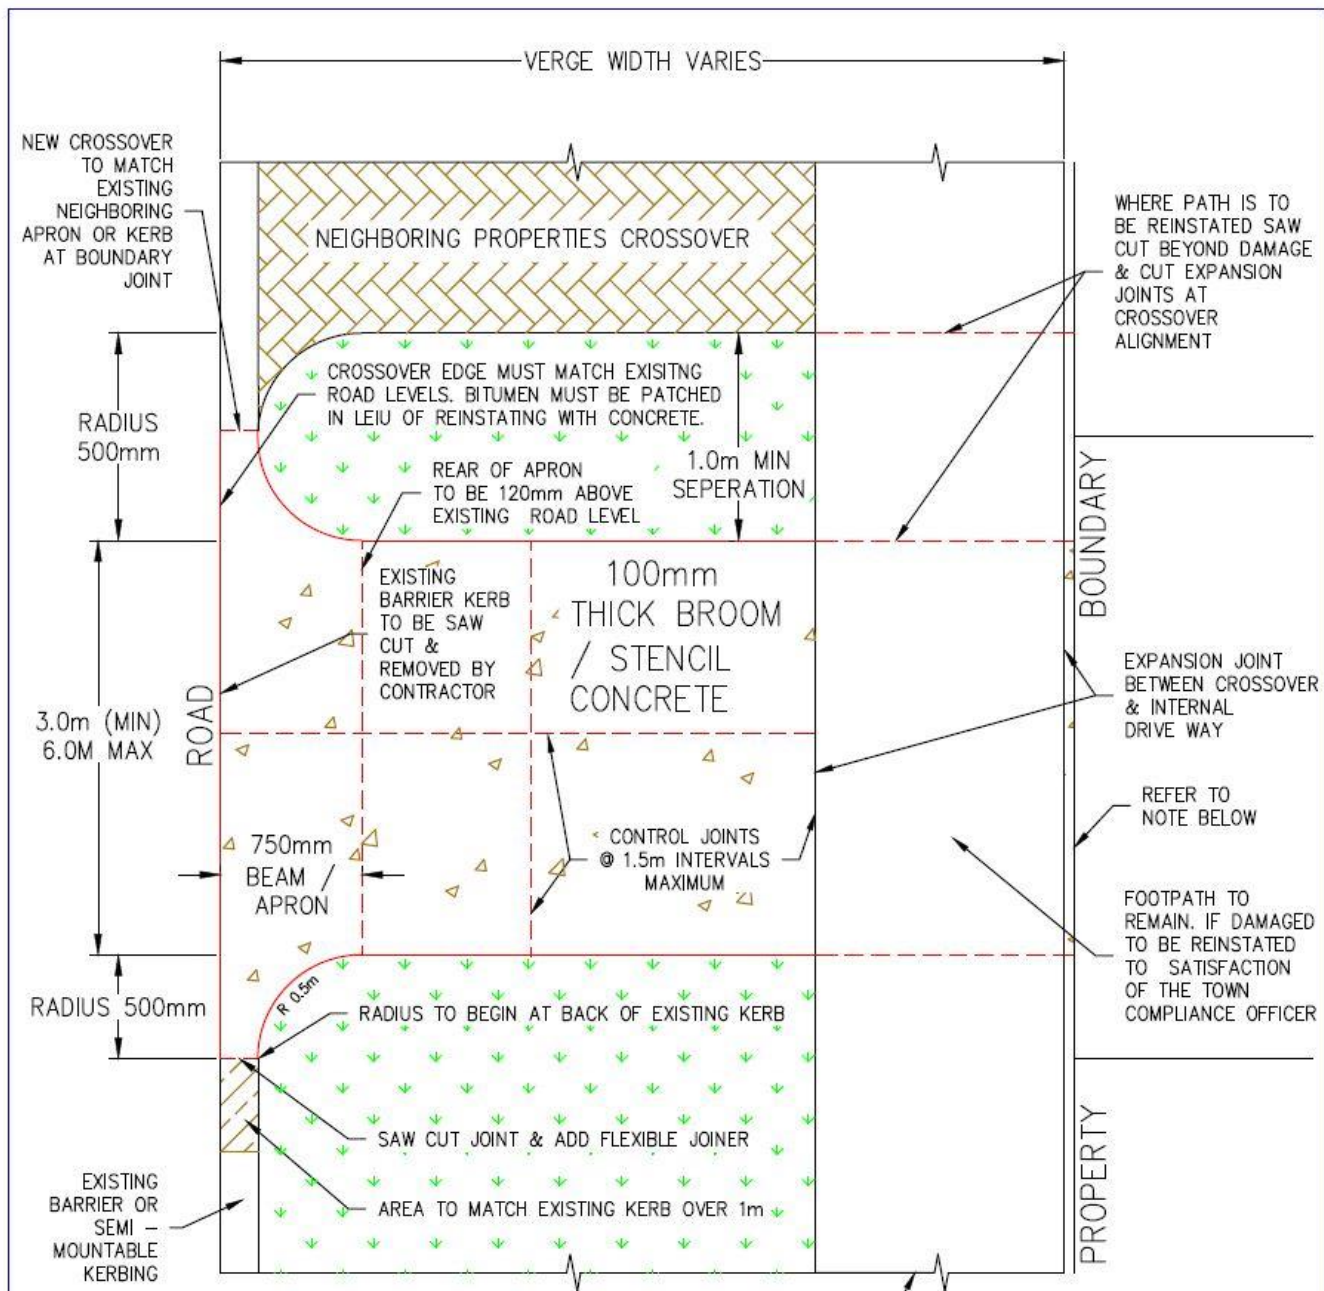 VERGE WIDTH VARIES
NEW CROSSOVER
TO MATCH
EXISTING
NEIGHBORING
APRON OR KERB
AT BOUNDARY
JOINT
NEIGHBORING PROPERTIES CROSSOVER
WHERE PATH IS TO
BE REINSTATED SAW
CUT BEYOND DAMAGE
& CUT EXPANSION
JOINTS AT
CROSSOVER
ALIGNMENT
RADIUS
500mm
CROSSOVER EDGE MUST MATCH EXISITNG
ROAD LEVELS. BITUMEN MUST BE PATCHED
IN LEIU OF REINSTATING WITH CONCRETE.
REAR OF APRON
TO BE 120mm ABOVE
EXISTING ROAD LEVEL
1.0m MIN
SEPERATION
BOUNDARY
EXISTING
BARRIER KERB
TO BE SAW
CUT &
REMOVED BY
CONTRACTOR
100mm
THICK BROOM
/ STENCIL
CONCRETE
3.0m (MIN)
6.0M MAX
ROAD
EXPANSION JOINT
BETWEEN CROSSOVER
& INTERNAL
DRIVE WAY
REFER TO
NOTE BELOW
750mm
BEAM /
APRON
CONTROL JOINTS
@ 1.5m INTERVALS
MAXIMUM
FOOTPATH TO
REMAIN. IF DAMAGED
TO BE REINSTATED
TO SATISFACTION
OF THE TOWN
COMPLIANCE OFFICER
RADIUS 500mm
R 0.5m
RADIUS TO BEGIN AT BACK OF EXISTING KERB
SAW CUT JOINT & ADD FLEXIBLE JOINER
AREA TO MATCH EXISTING KERB OVER 1m
EXISTING
BARRIER OR
SEMI –
MOUNTABLE
KERBING
PROPERTY